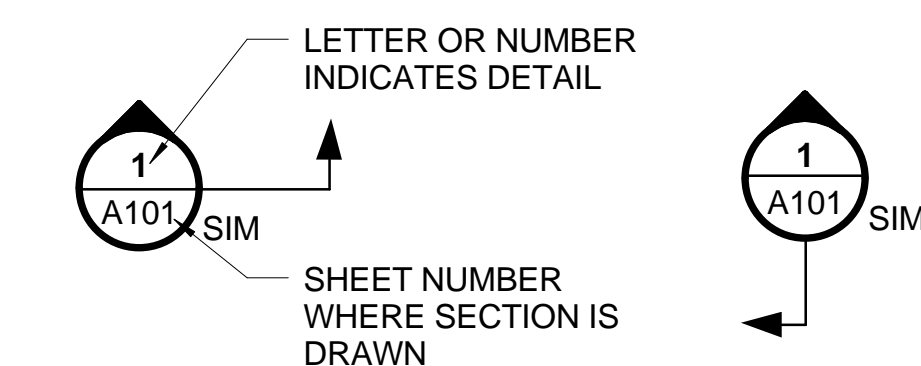 LETTER OR NUMBER
INDICATES DETAIL
1
A101
SIM
SHEET NUMBER
WHERE SECTION IS
DRAWN
1
A101
SIM